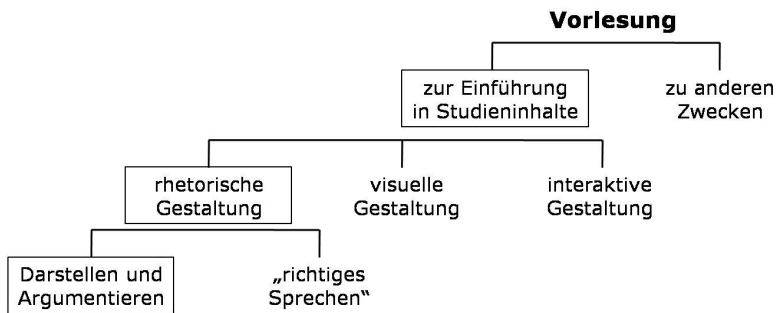 Vorlesung
zur Einführung
in Studieninhalte
zu anderen
Zwecken
rhetorische
Gestaltung
visuelle
Gestaltung
interaktive
Gestaltung
Darstellen und
Argumentieren
„richtiges
Sprechen“